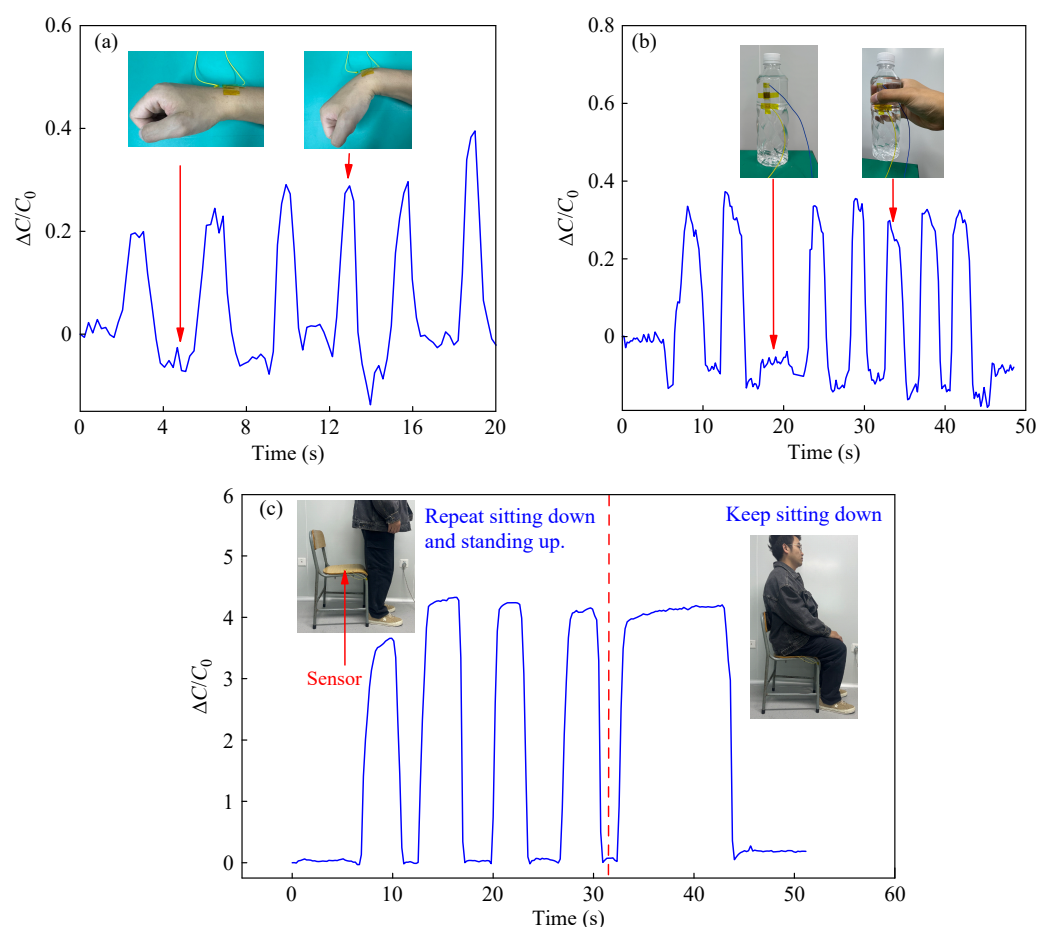 (a)
0.6
0.4
0.2
0
ΔC/C0
0
4
8
12
16
20
Time (s)
(b)
0.8
0.6
0.4
0.2
0
ΔC/C0
0
10
20
30
40
50
Time (s)
(c)
6
5
4
3
2
1
0
ΔC/C0
Repeat sitting down
and standing up.
Keep sitting down
Sensor
0
10
20
30
40
50
60
Time (s)